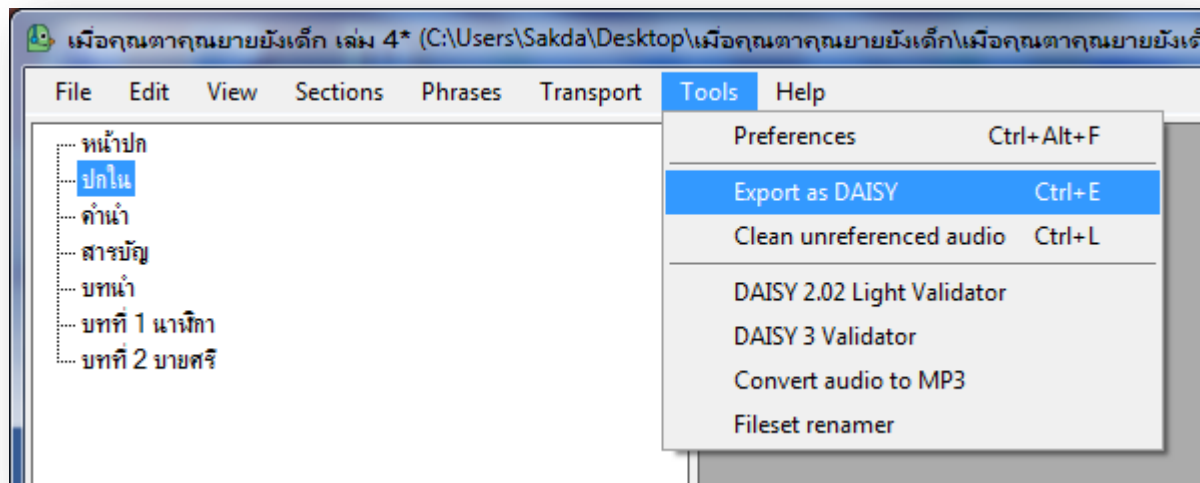 เมื่อคุณตาคุณยายยังเด็ก เล่ม 4* (C:\Users\Sakda\Desktop\เมื่อคุณตาคุณยายยังเด็ก\เมื่อคุณตาคุณยายยังเด็
File Edit View Sections Phrases Transport Tools Help
หน้าปก
ปกใน
คำนำ
สารบัญ
บทนำ
บทที่ 1 นาฬิกา
บทที่ 2 บายศรี
Preferences Ctrl+Alt+F
Export as DAISY Ctrl+E
Clean unreferenced audio Ctrl+L
DAISY 2.02 Light Validator
DAISY 3 Validator
Convert audio to MP3
Fileset renamer